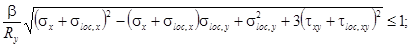 β/R_y √((σ_x + σ_loc,x)² − (σ_x + σ_loc,x)σ_loc,y + σ²_loc,y + 3(τ_xy + τ_loc,xy)²) ≤ 1;